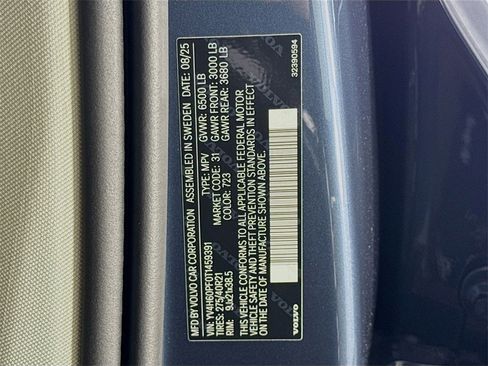 MFD BY VOLVO CAR CORPORATION ASSEMBLED IN SWEDEN DATE: 08/25
VIN: YV4H60PF0T1459391 TYPE: MPV GVWR: 6500 LB
TIRES: 275/40R21 MARKET CODE: 31 GAWR FRONT: 3000 LB
RIM: 9Jx21x38.5 COLOR: 723 GAWR REAR: 3680 LB
THIS VEHICLE CONFORMS TO ALL APPLICABLE FEDERAL MOTOR
VEHICLE SAFETY AND THEFT PREVENTION STANDARDS IN EFFECT ON THE
DATE OF MANUFACTURE SHOWN ABOVE.
VOLVO 32390594